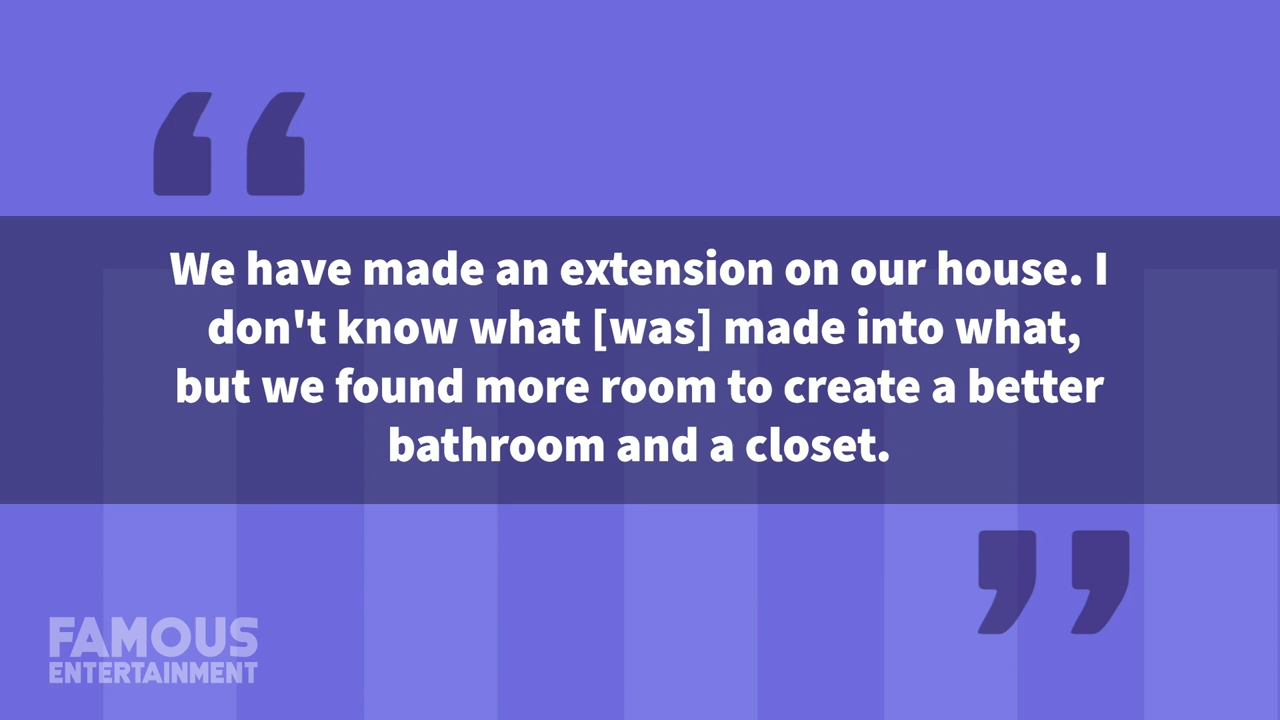 “
We have made an extension on our house. I
don't know what [was] made into what,
but we found more room to create a better
bathroom and a closet.
”
FAMOUS
ENTERTAINMENT